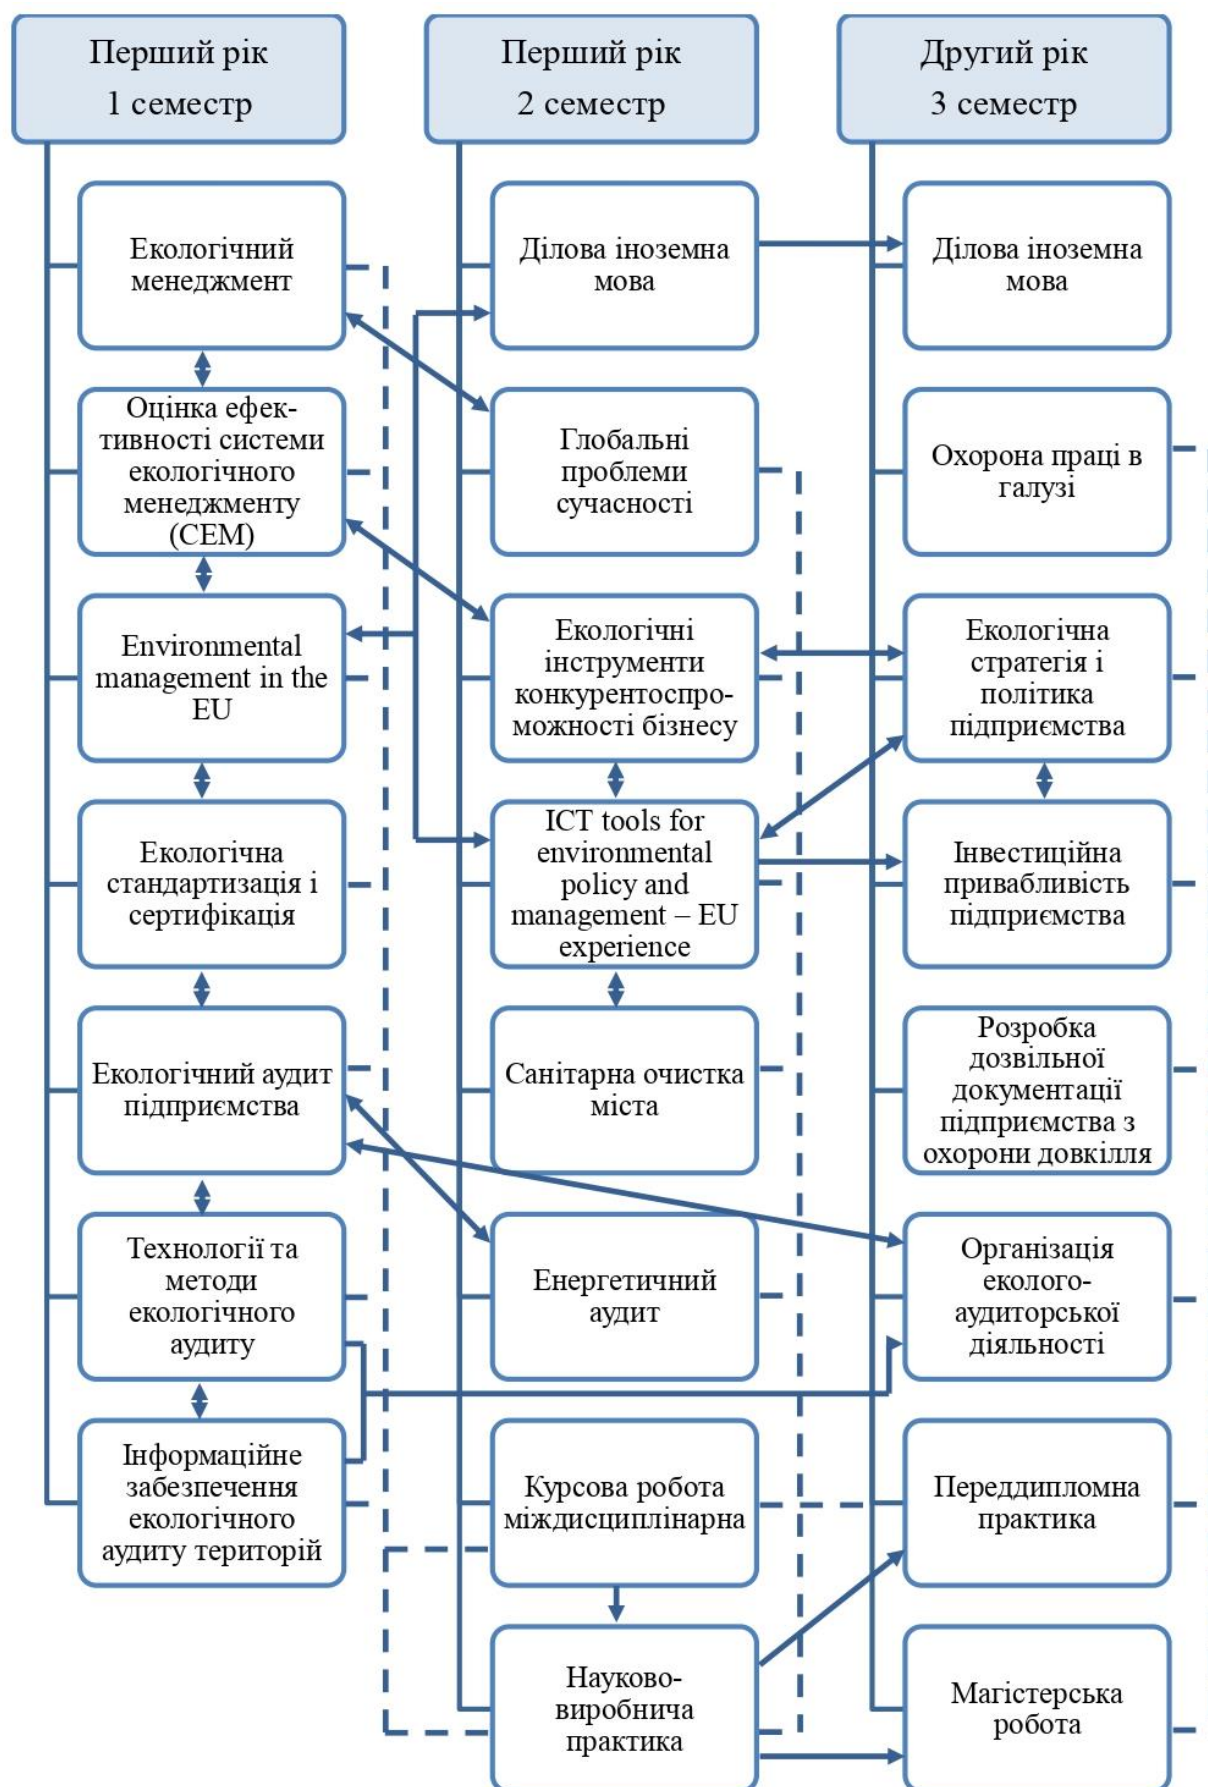 Перший рік
1 семестр
Екологічний
менеджмент
Оцінка ефек-
тивності системи
екологічного
менеджменту
(СЕМ)
Environmental
management in the
EU
Екологічна
стандартизація і
сертифікація
Екологічний аудит
підприємства
Технології та
методи
екологічного
аудиту
Інформаційне
забезпечення
екологічного
аудиту територій
Перший рік
2 семестр
Ділова іноземна
мова
Глобальні
проблеми
сучасності
Екологічні
інструменти
конкурентоспро-
можності бізнесу
ICT tools for
environmental
policy and
management – EU
experience
Санітарна очистка
міста
Енергетичний
аудит
Курсова робота
міждисциплінарна
Науково-
виробнича
практика
Другий рік
3 семестр
Ділова іноземна
мова
Охорона праці в
галузі
Екологічна
стратегія і
політика
підприємства
Інвестиційна
привабливість
підприємства
Розробка
дозвільної
документації
підприємства з
охорони довкілля
Організація
еколого-
аудиторської
діяльності
Переддипломна
практика
Магістерська
робота